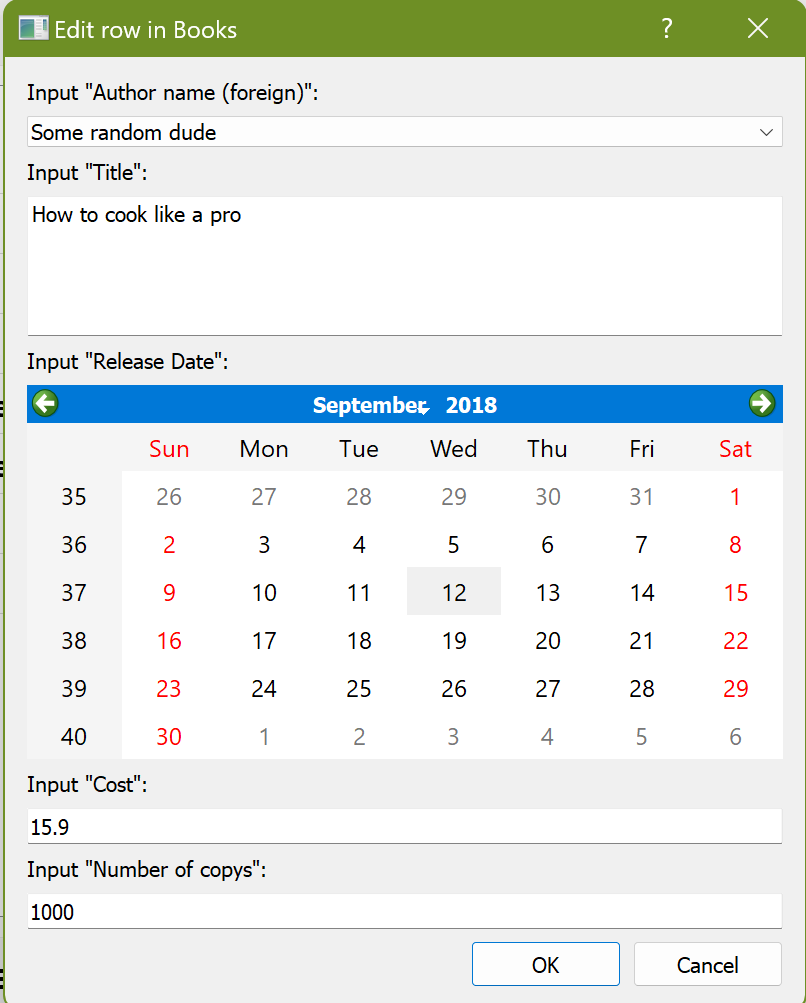 Edit row in Books ?
Input "Author name (foreign)":
Some random dude
Input "Title":
How to cook like a pro
Input "Release Date":
September 2018
Sun Mon Tue Wed Thu Fri Sat
35 26 27 28 29 30 31 1
36 2 3 4 5 6 7 8
37 9 10 11 12 13 14 15
38 16 17 18 19 20 21 22
39 23 24 25 26 27 28 29
40 30 1 2 3 4 5 6
Input "Cost":
15.9
Input "Number of copys":
1000
OK Cancel